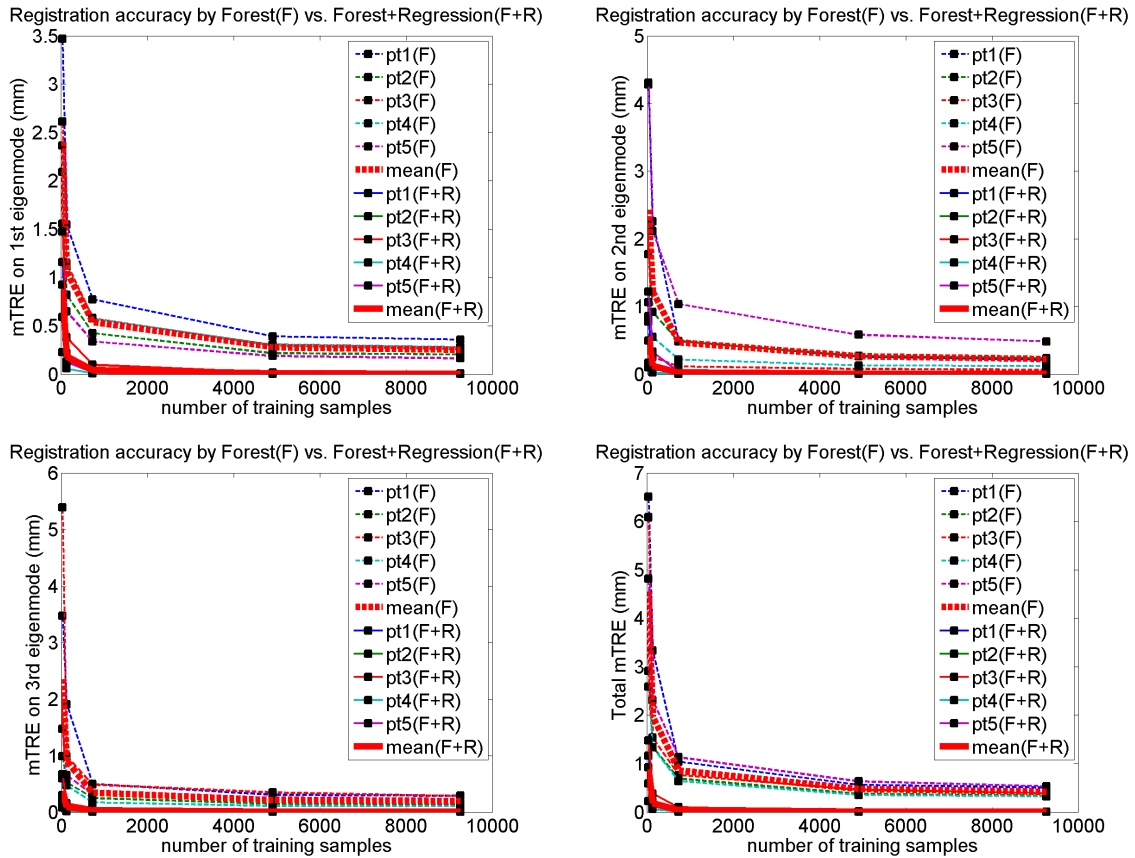 Registration accuracy by Forest(F) vs. Forest+Regression(F+R)
3.5
3
2.5
2
1.5
1
0.5
0
mTRE on 1st eigenmode (mm)
0 2000 4000 6000 8000 10000
number of training samples
pt1(F)
pt2(F)
pt3(F)
pt4(F)
pt5(F)
mean(F)
pt1(F+R)
pt2(F+R)
pt3(F+R)
pt4(F+R)
pt5(F+R)
mean(F+R)
Registration accuracy by Forest(F) vs. Forest+Regression(F+R)
5
4
3
2
1
0
mTRE on 2nd eigenmode (mm)
0 2000 4000 6000 8000 10000
number of training samples
pt1(F)
pt2(F)
pt3(F)
pt4(F)
pt5(F)
mean(F)
pt1(F+R)
pt2(F+R)
pt3(F+R)
pt4(F+R)
pt5(F+R)
mean(F+R)
Registration accuracy by Forest(F) vs. Forest+Regression(F+R)
6
5
4
3
2
1
0
mTRE on 3rd eigenmode (mm)
0 2000 4000 6000 8000 10000
number of training samples
pt1(F)
pt2(F)
pt3(F)
pt4(F)
pt5(F)
mean(F)
pt1(F+R)
pt2(F+R)
pt3(F+R)
pt4(F+R)
pt5(F+R)
mean(F+R)
Registration accuracy by Forest(F) vs. Forest+Regression(F+R)
7
6
5
4
3
2
1
0
Total mTRE (mm)
0 2000 4000 6000 8000 10000
number of training samples
pt1(F)
pt2(F)
pt3(F)
pt4(F)
pt5(F)
mean(F)
pt1(F+R)
pt2(F+R)
pt3(F+R)
pt4(F+R)
pt5(F+R)
mean(F+R)